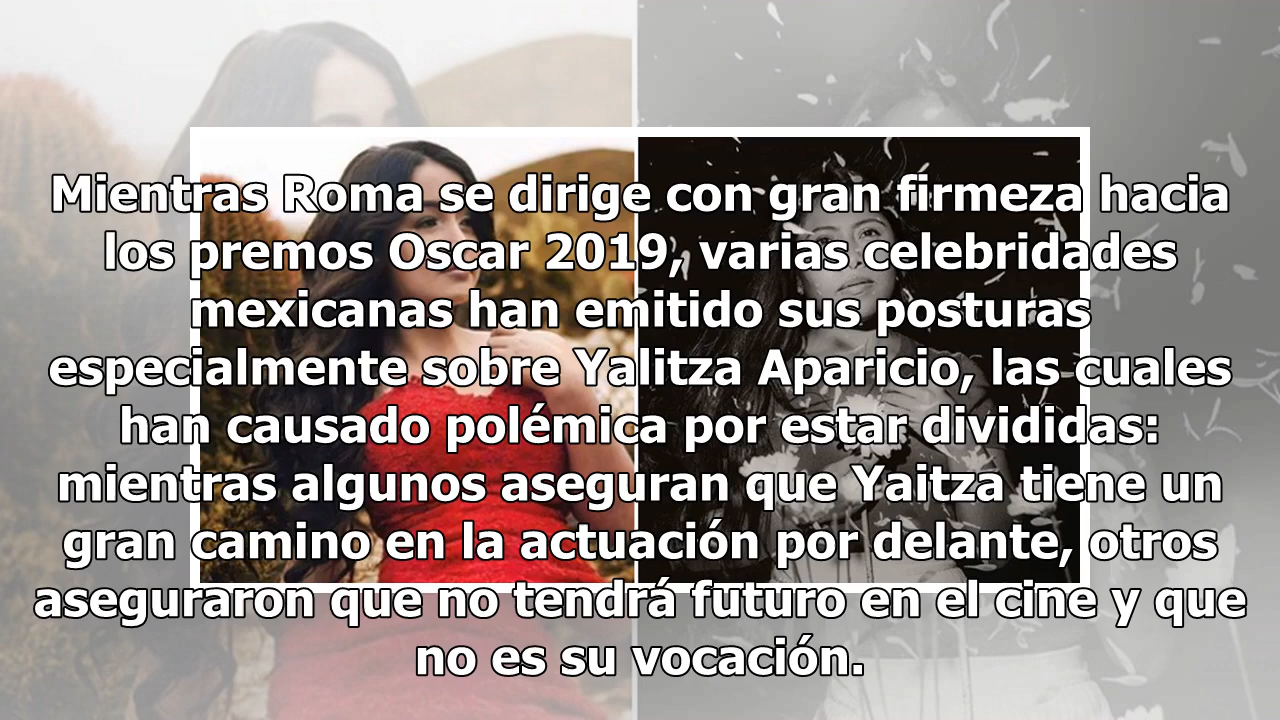 Mientras Roma se dirige con gran firmeza hacia
los premos Oscar 2019, varias celebridades
mexicanas han emitido sus posturas
especialmente sobre Yalitza Aparicio, las cuales
han causado polémica por estar divididas:
mientras algunos aseguran que Yaitza tiene un
gran camino en la actuación por delante, otros
aseguraron que no tendrá futuro en el cine y que
no es su vocación.